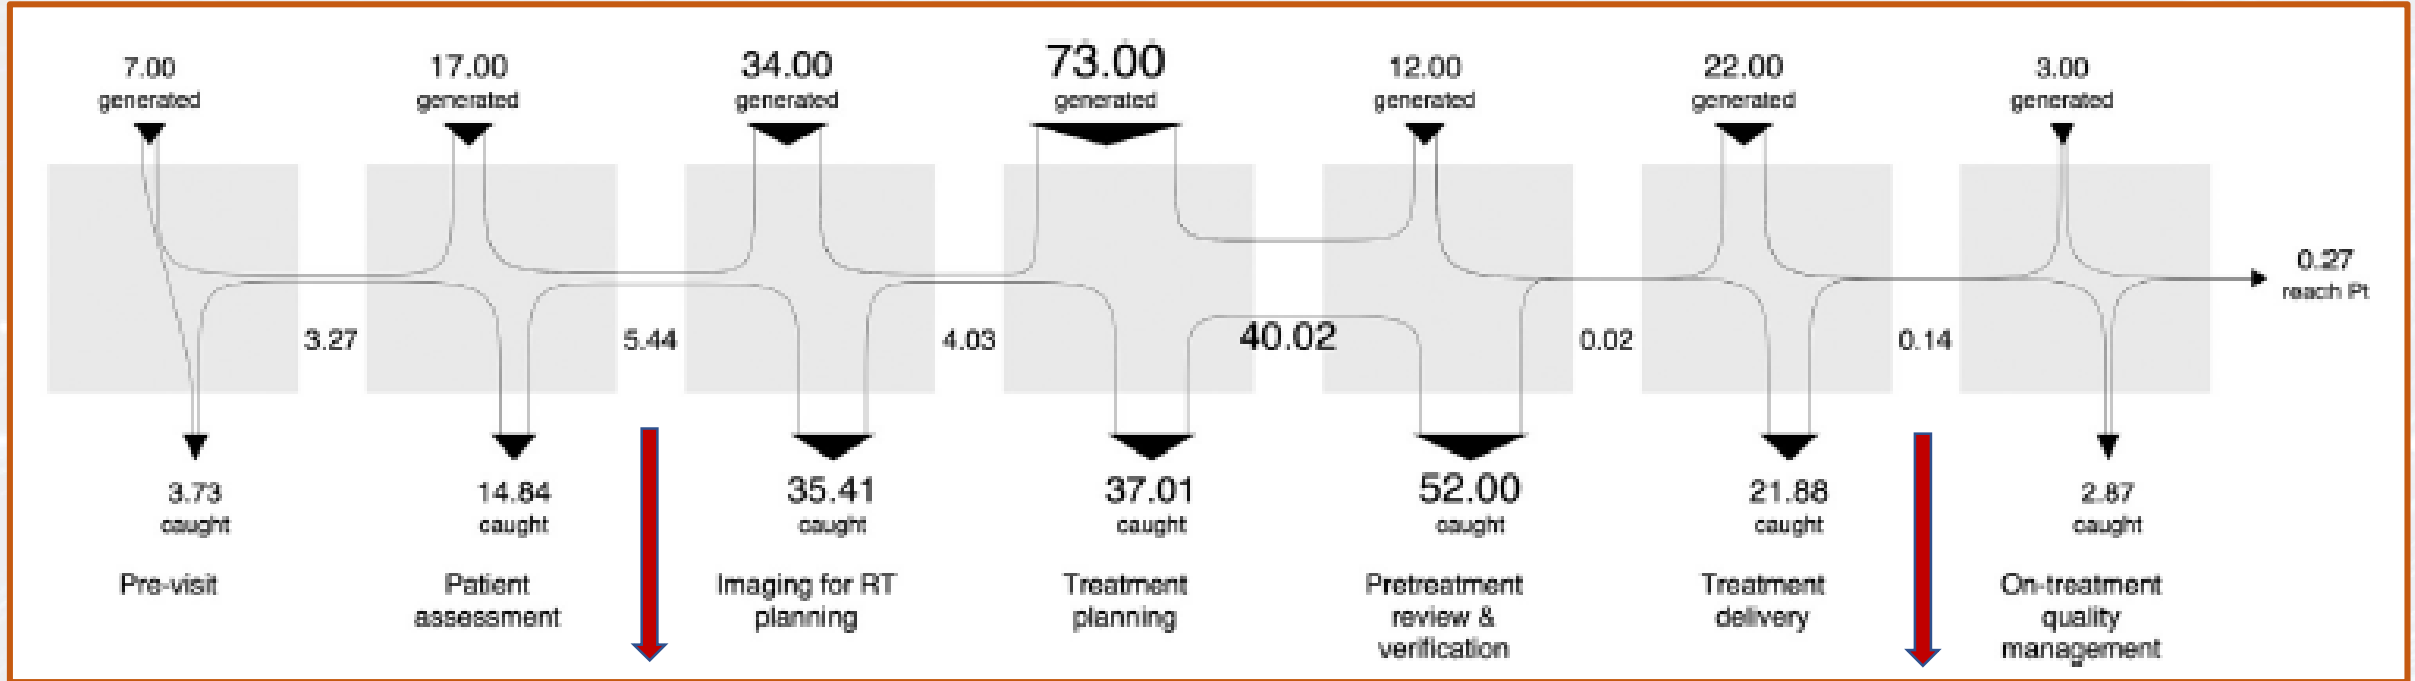 7.00
generated
17.00
generated
34.00
generated
73.00
generated
12.00
generated
22.00
generated
3.00
generated
0.27
reach Pt
3.27
5.44
4.03
40.02
0.02
0.14
3.73
caught
14.84
caught
35.41
caught
37.01
caught
52.00
caught
21.88
caught
2.87
caught
Pre-visit
Patient
assessment
Imaging for RT
planning
Treatment
planning
Pretreatment
review &
verification
Treatment
delivery
On-treatment
quality
management